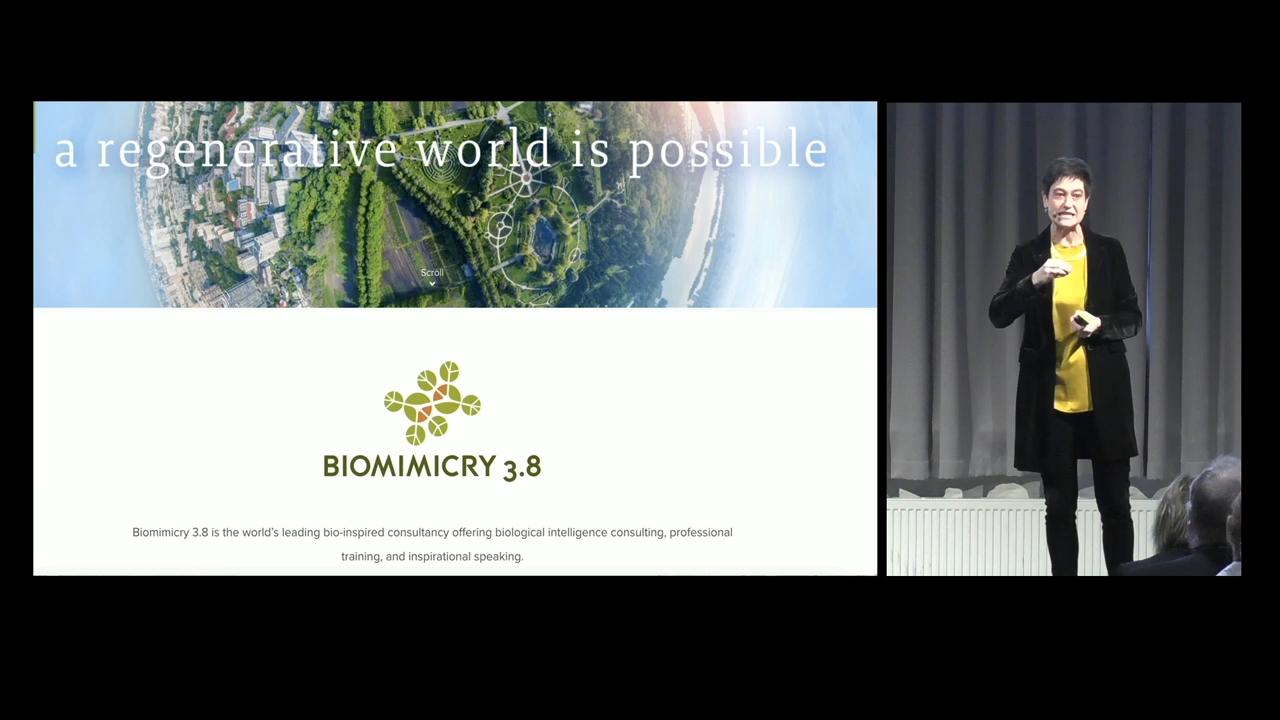 a regenerative world is possible
Scroll
BIOMIMICRY 3.8
Biomimicry 3.8 is the world's leading bio-inspired consultancy offering biological intelligence consulting, professional
training, and inspirational speaking.